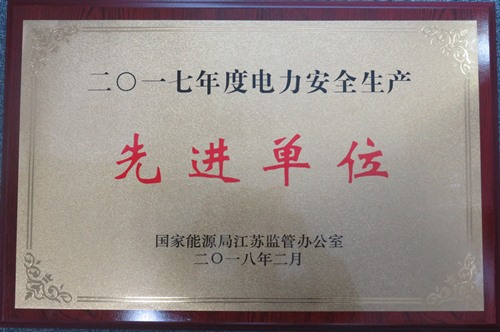 二〇一七年度电力安全生产
先进单位
国家能源局江苏监管办公室
二〇一八年二月